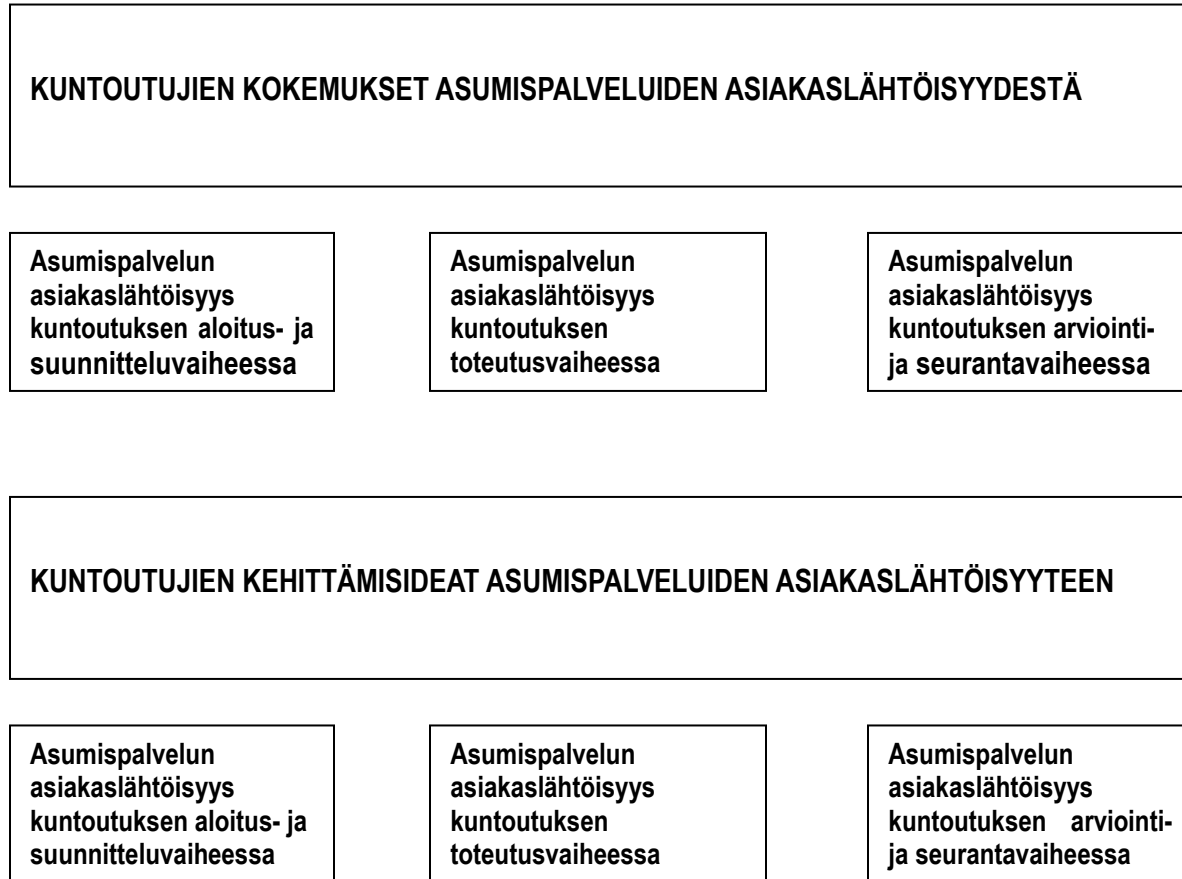 KUNTOUTUJIEN KOKEMUKSET ASUMISPALVELUIDEN ASIAKASLÄHTÖISYYDESTÄ
Asumispalvelun
asiakaslähtöisyys
kuntoutuksen aloitus- ja
suunnitteluvaiheessa
Asumispalvelun
asiakaslähtöisyys
kuntoutuksen
toteutusvaiheessa
Asumispalvelun
asiakaslähtöisyys
kuntoutuksen arviointi-
ja seurantavaiheessa
KUNTOUTUJIEN KEHITTÄMISIDEAT ASUMISPALVELUIDEN ASIAKASLÄHTÖISYYTEEN
Asumispalvelun
asiakaslähtöisyys
kuntoutuksen aloitus- ja
suunnitteluvaiheessa
Asumispalvelun
asiakaslähtöisyys
kuntoutuksen
toteutusvaiheessa
Asumispalvelun
asiakaslähtöisyys
kuntoutuksen arviointi-
ja seurantavaiheessa